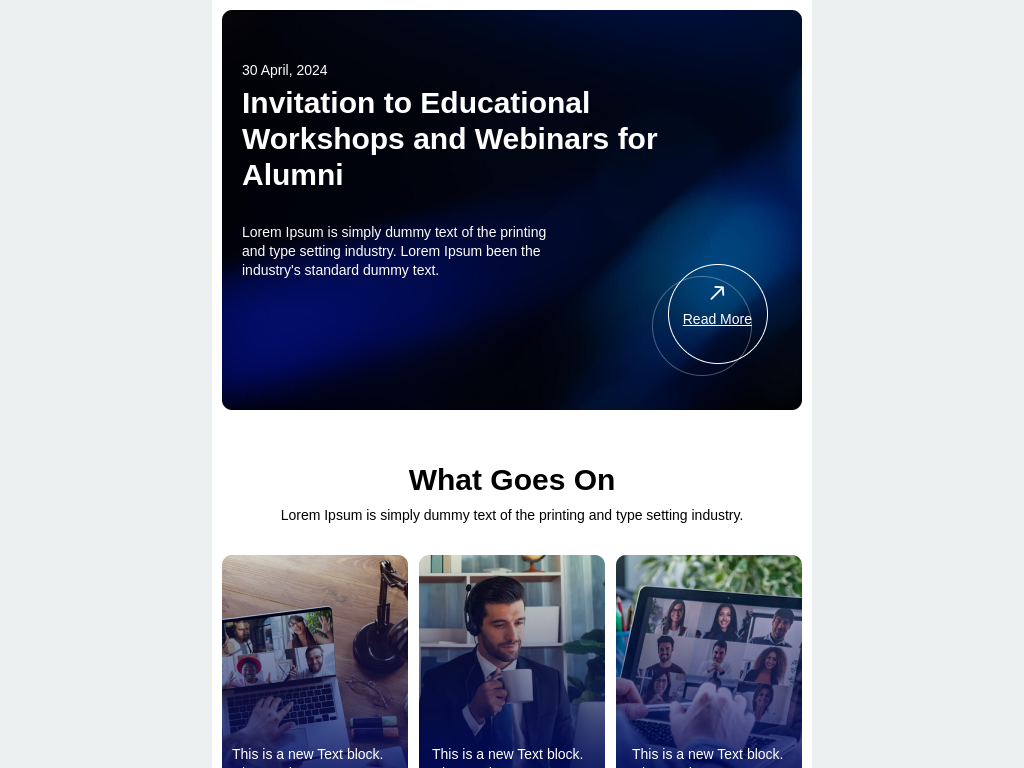 30 April, 2024
Invitation to Educational
Workshops and Webinars for
Alumni
Lorem Ipsum is simply dummy text of the printing
and type setting industry. Lorem Ipsum been the
industry's standard dummy text.
Read More
What Goes On
Lorem Ipsum is simply dummy text of the printing and type setting industry.
This is a new Text block.
This is a new Text block.
This is a new Text block.